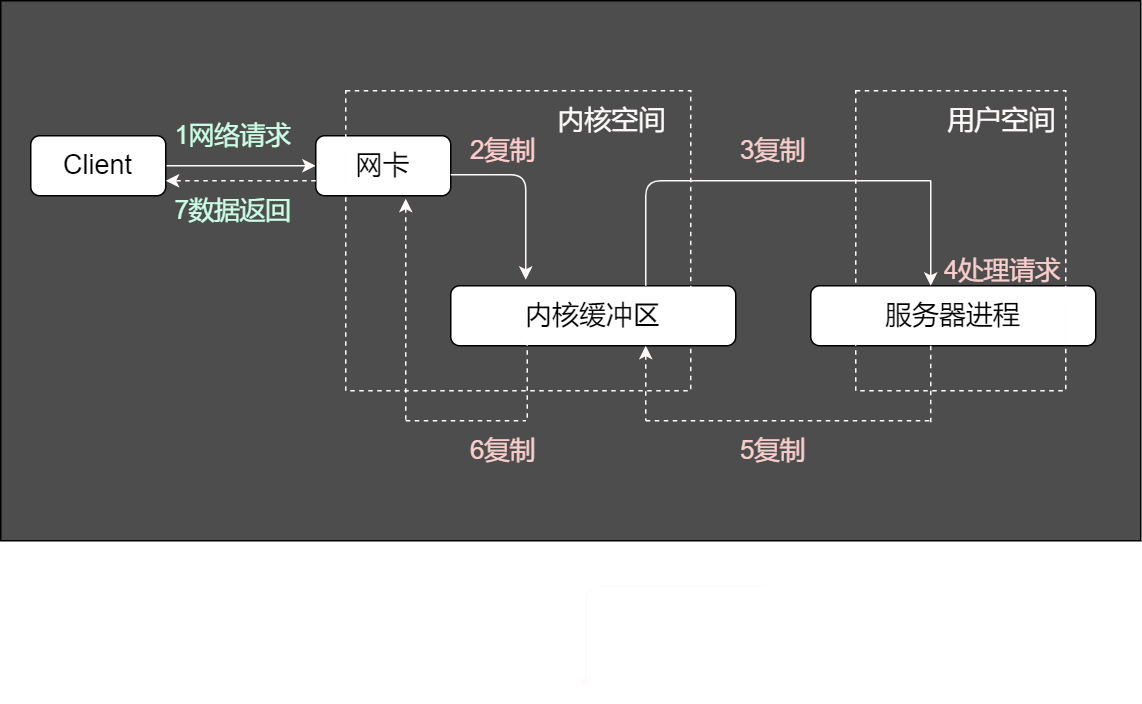 内核空间
用户空间
1网络请求
2复制
3复制
Client
网卡
7数据返回
4处理请求
内核缓冲区
服务器进程
6复制
5复制